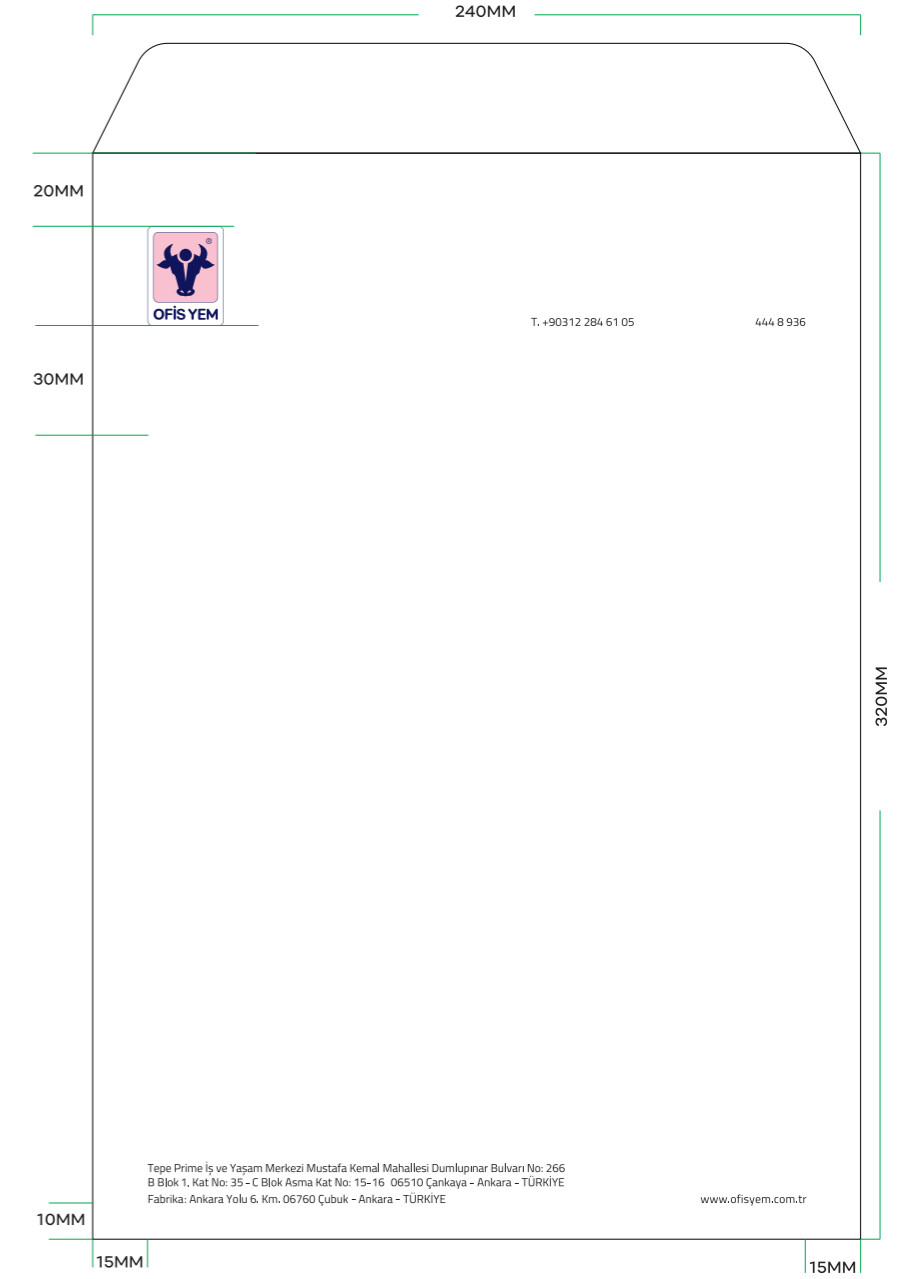 240MM
20MM
®
OFİS YEM
T. +90312 284 61 05 444 8 936
30MM
320MM
Tepe Prime İş ve Yaşam Merkezi Mustafa Kemal Mahallesi Dumlupınar Bulvarı No: 266
B Blok 1. Kat No: 35 - C Blok Asma Kat No: 15-16 06510 Çankaya - Ankara - TÜRKİYE
Fabrika: Ankara Yolu 6. Km. 06760 Çubuk - Ankara - TÜRKİYE www.ofisyem.com.tr
10MM
15MM 15MM